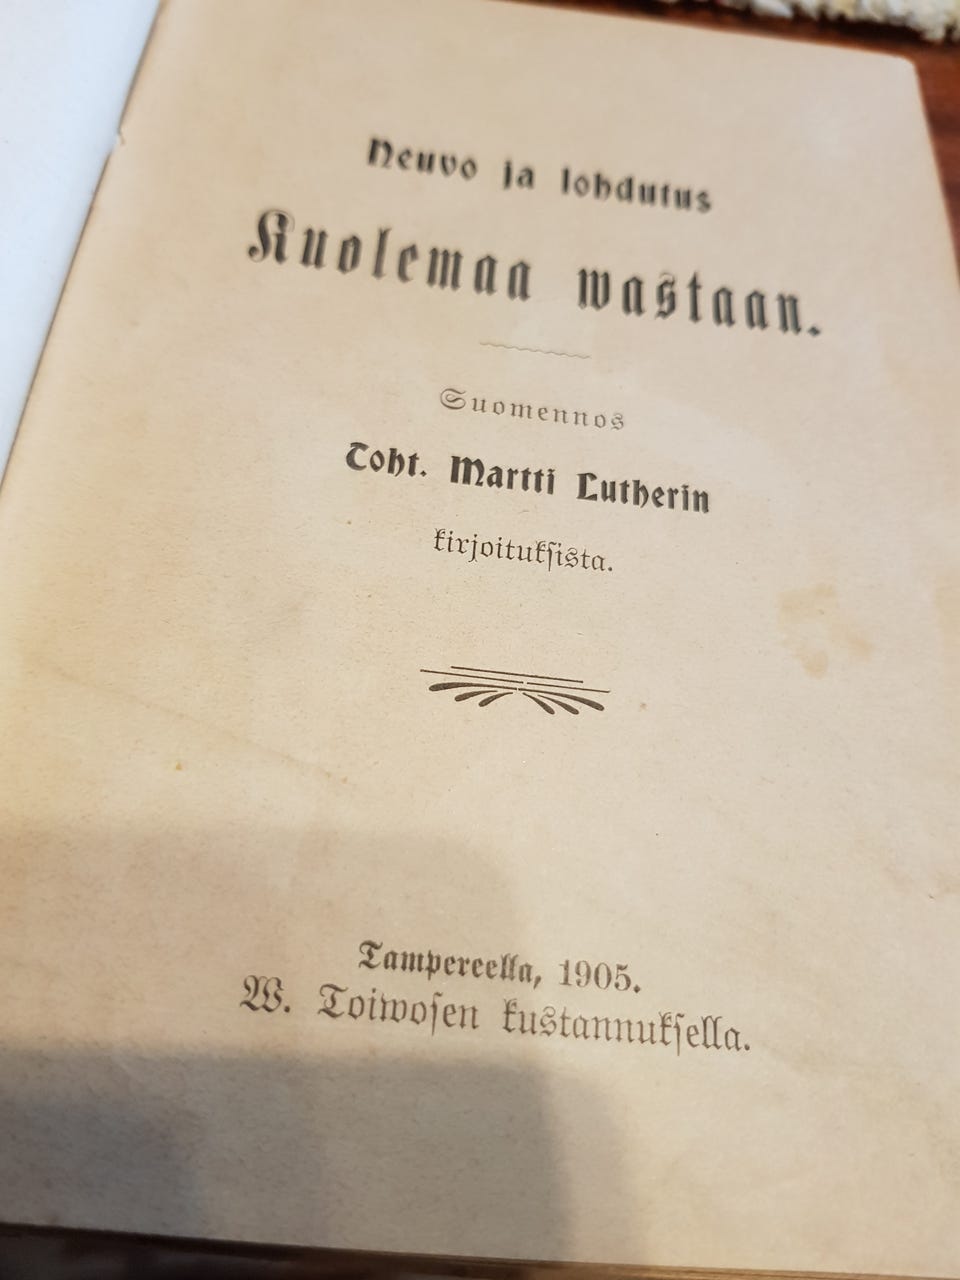 Neuvo ja lohdutus
Kuolemaa wastaan.
Suomennos
Toht. Martti Lutherin
kirjoituksista.
Tampereella, 1905.
W. Toiwosen kustannuksella.